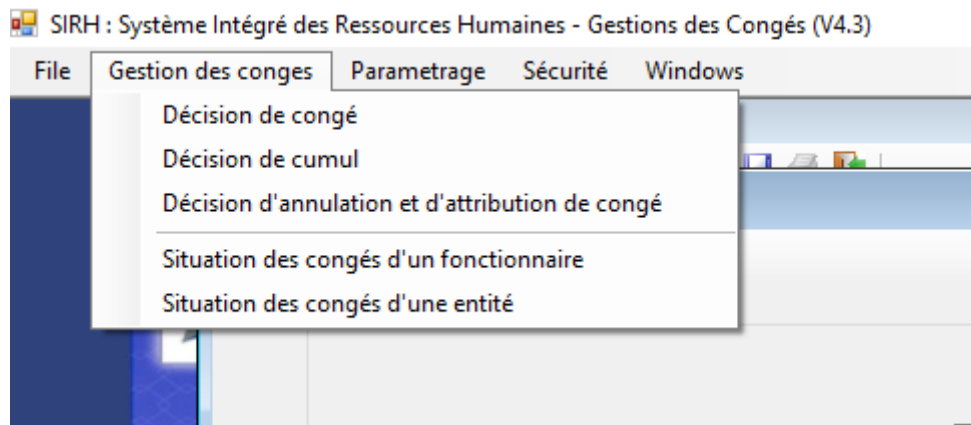 SIRH : Système Intégré des Ressources Humaines - Gestions des Congés (V4.3)
File Gestion des conges Parametrage Sécurité Windows
Décision de congé
Décision de cumul
Décision d'annulation et d'attribution de congé
Situation des congés d'un fonctionnaire
Situation des congés d'une entité